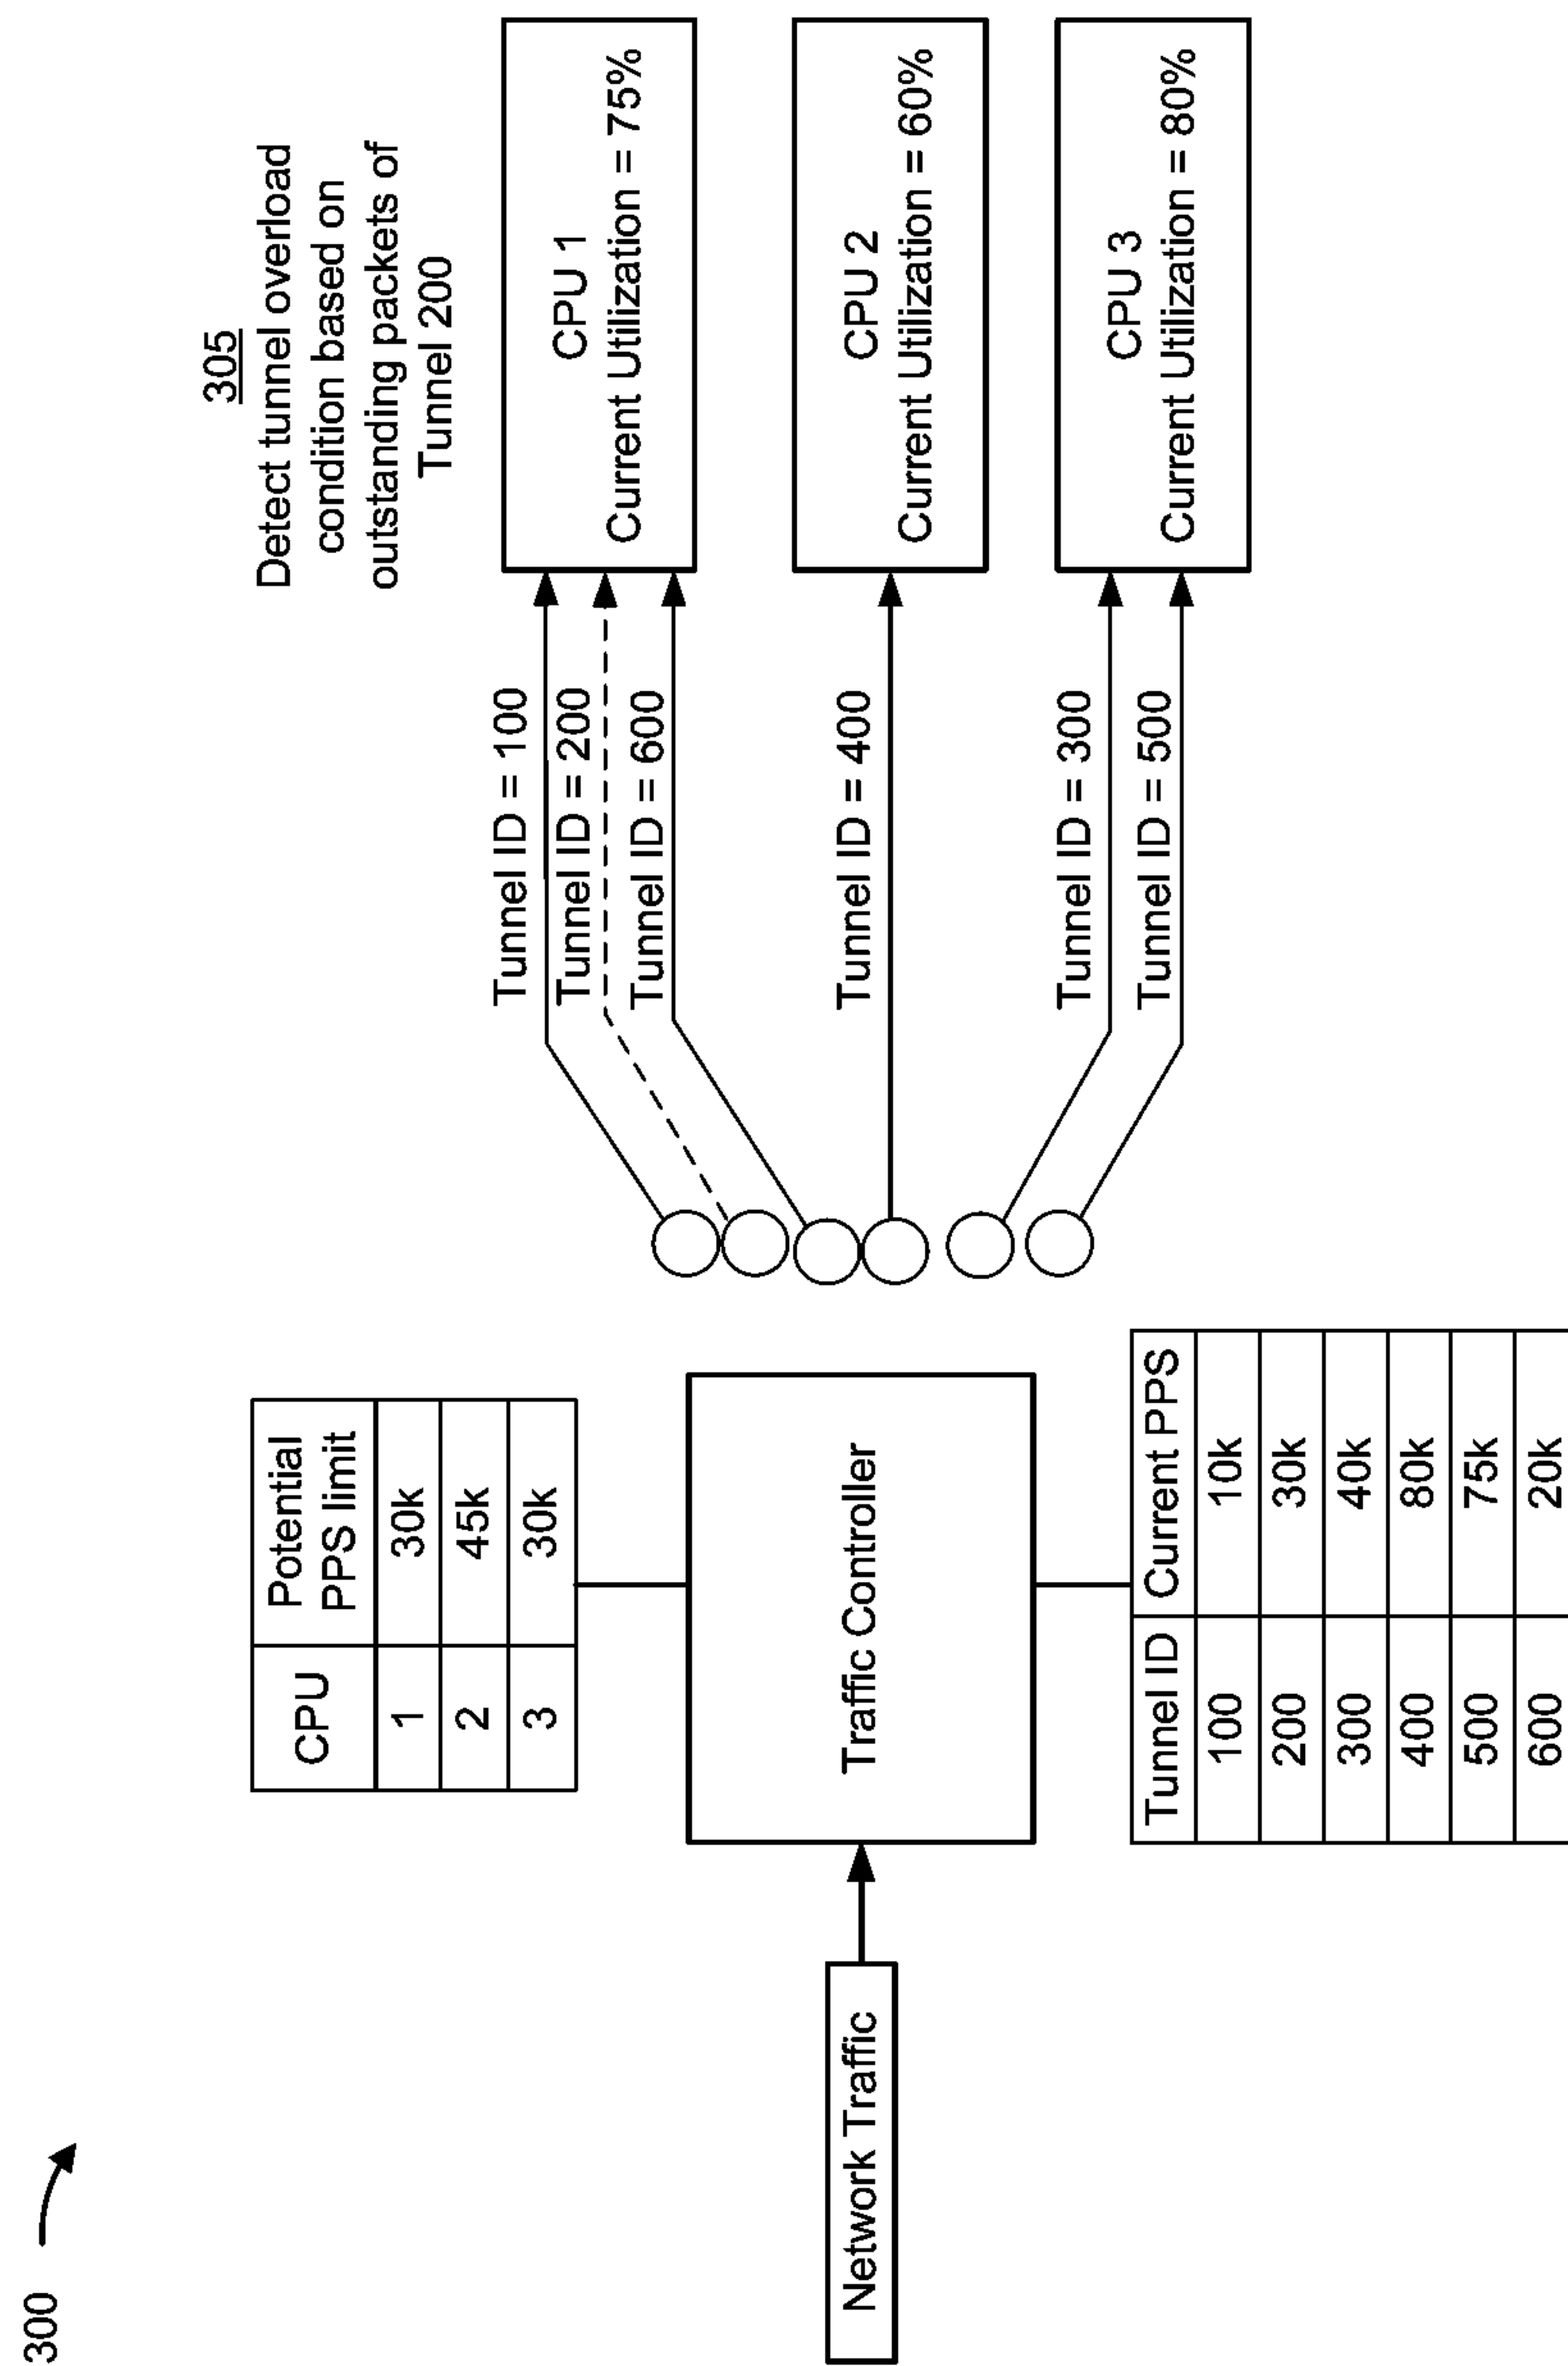 300
305
Detect tunnel overload
condition based on
outstanding packets of
Tunnel 200
CPU Potential
PPS limit
1 30k
2 45k
3 30k
Network Traffic
Traffic Controller
Tunnel ID Current PPS
100 10k
200 30k
300 40k
400 80k
500 75k
600 20k
Tunnel ID = 100
Tunnel ID = 200
Tunnel ID = 600
Tunnel ID = 400
Tunnel ID = 300
Tunnel ID = 500
CPU 1
Current Utilization = 75%
CPU 2
Current Utilization = 60%
CPU 3
Current Utilization = 80%